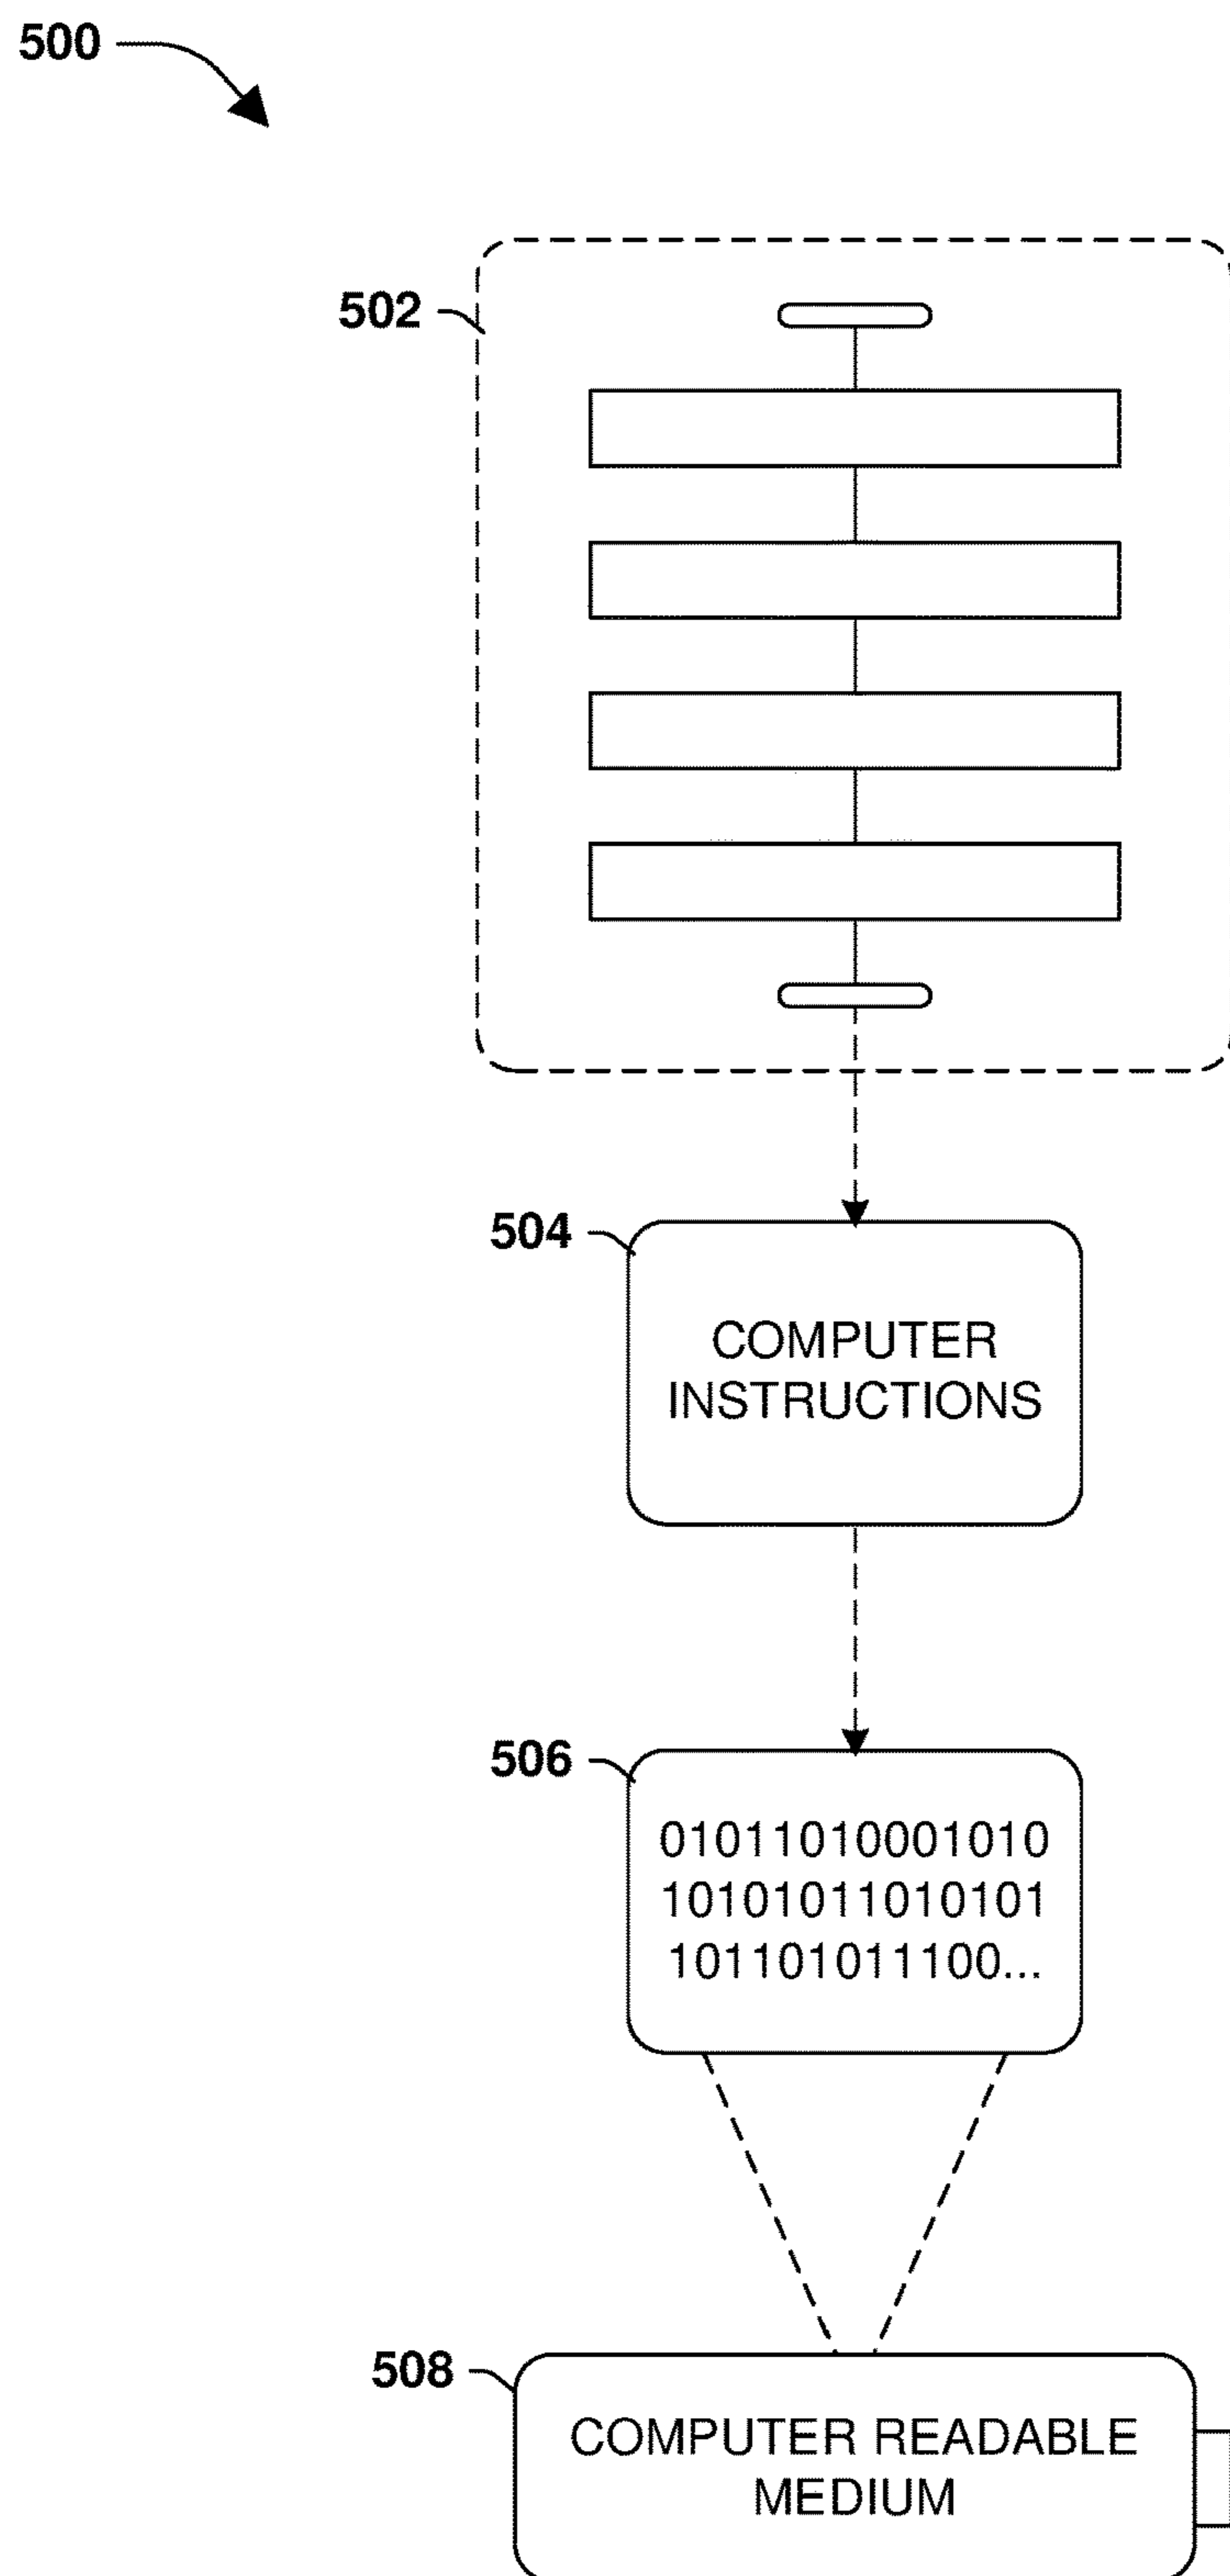 500
502
504
COMPUTER
INSTRUCTIONS
506
01011010001010
10101011010101
101101011100...
508
COMPUTER READABLE
MEDIUM